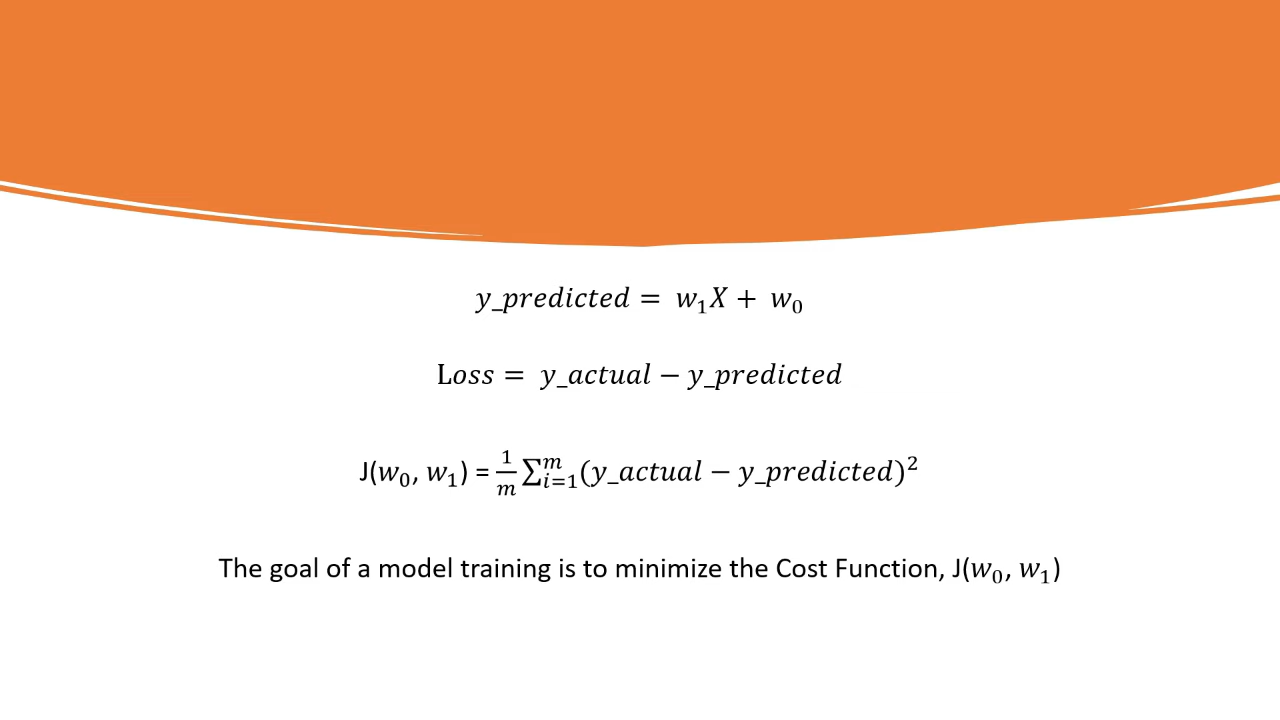 y_predicted = w₁X + w₀
Loss = y_actual − y_predicted
J(w₀, w₁) = 1/m ∑ᵢ₌₁ᵐ (y_actual − y_predicted)²
The goal of a model training is to minimize the Cost Function, J(w₀, w₁)